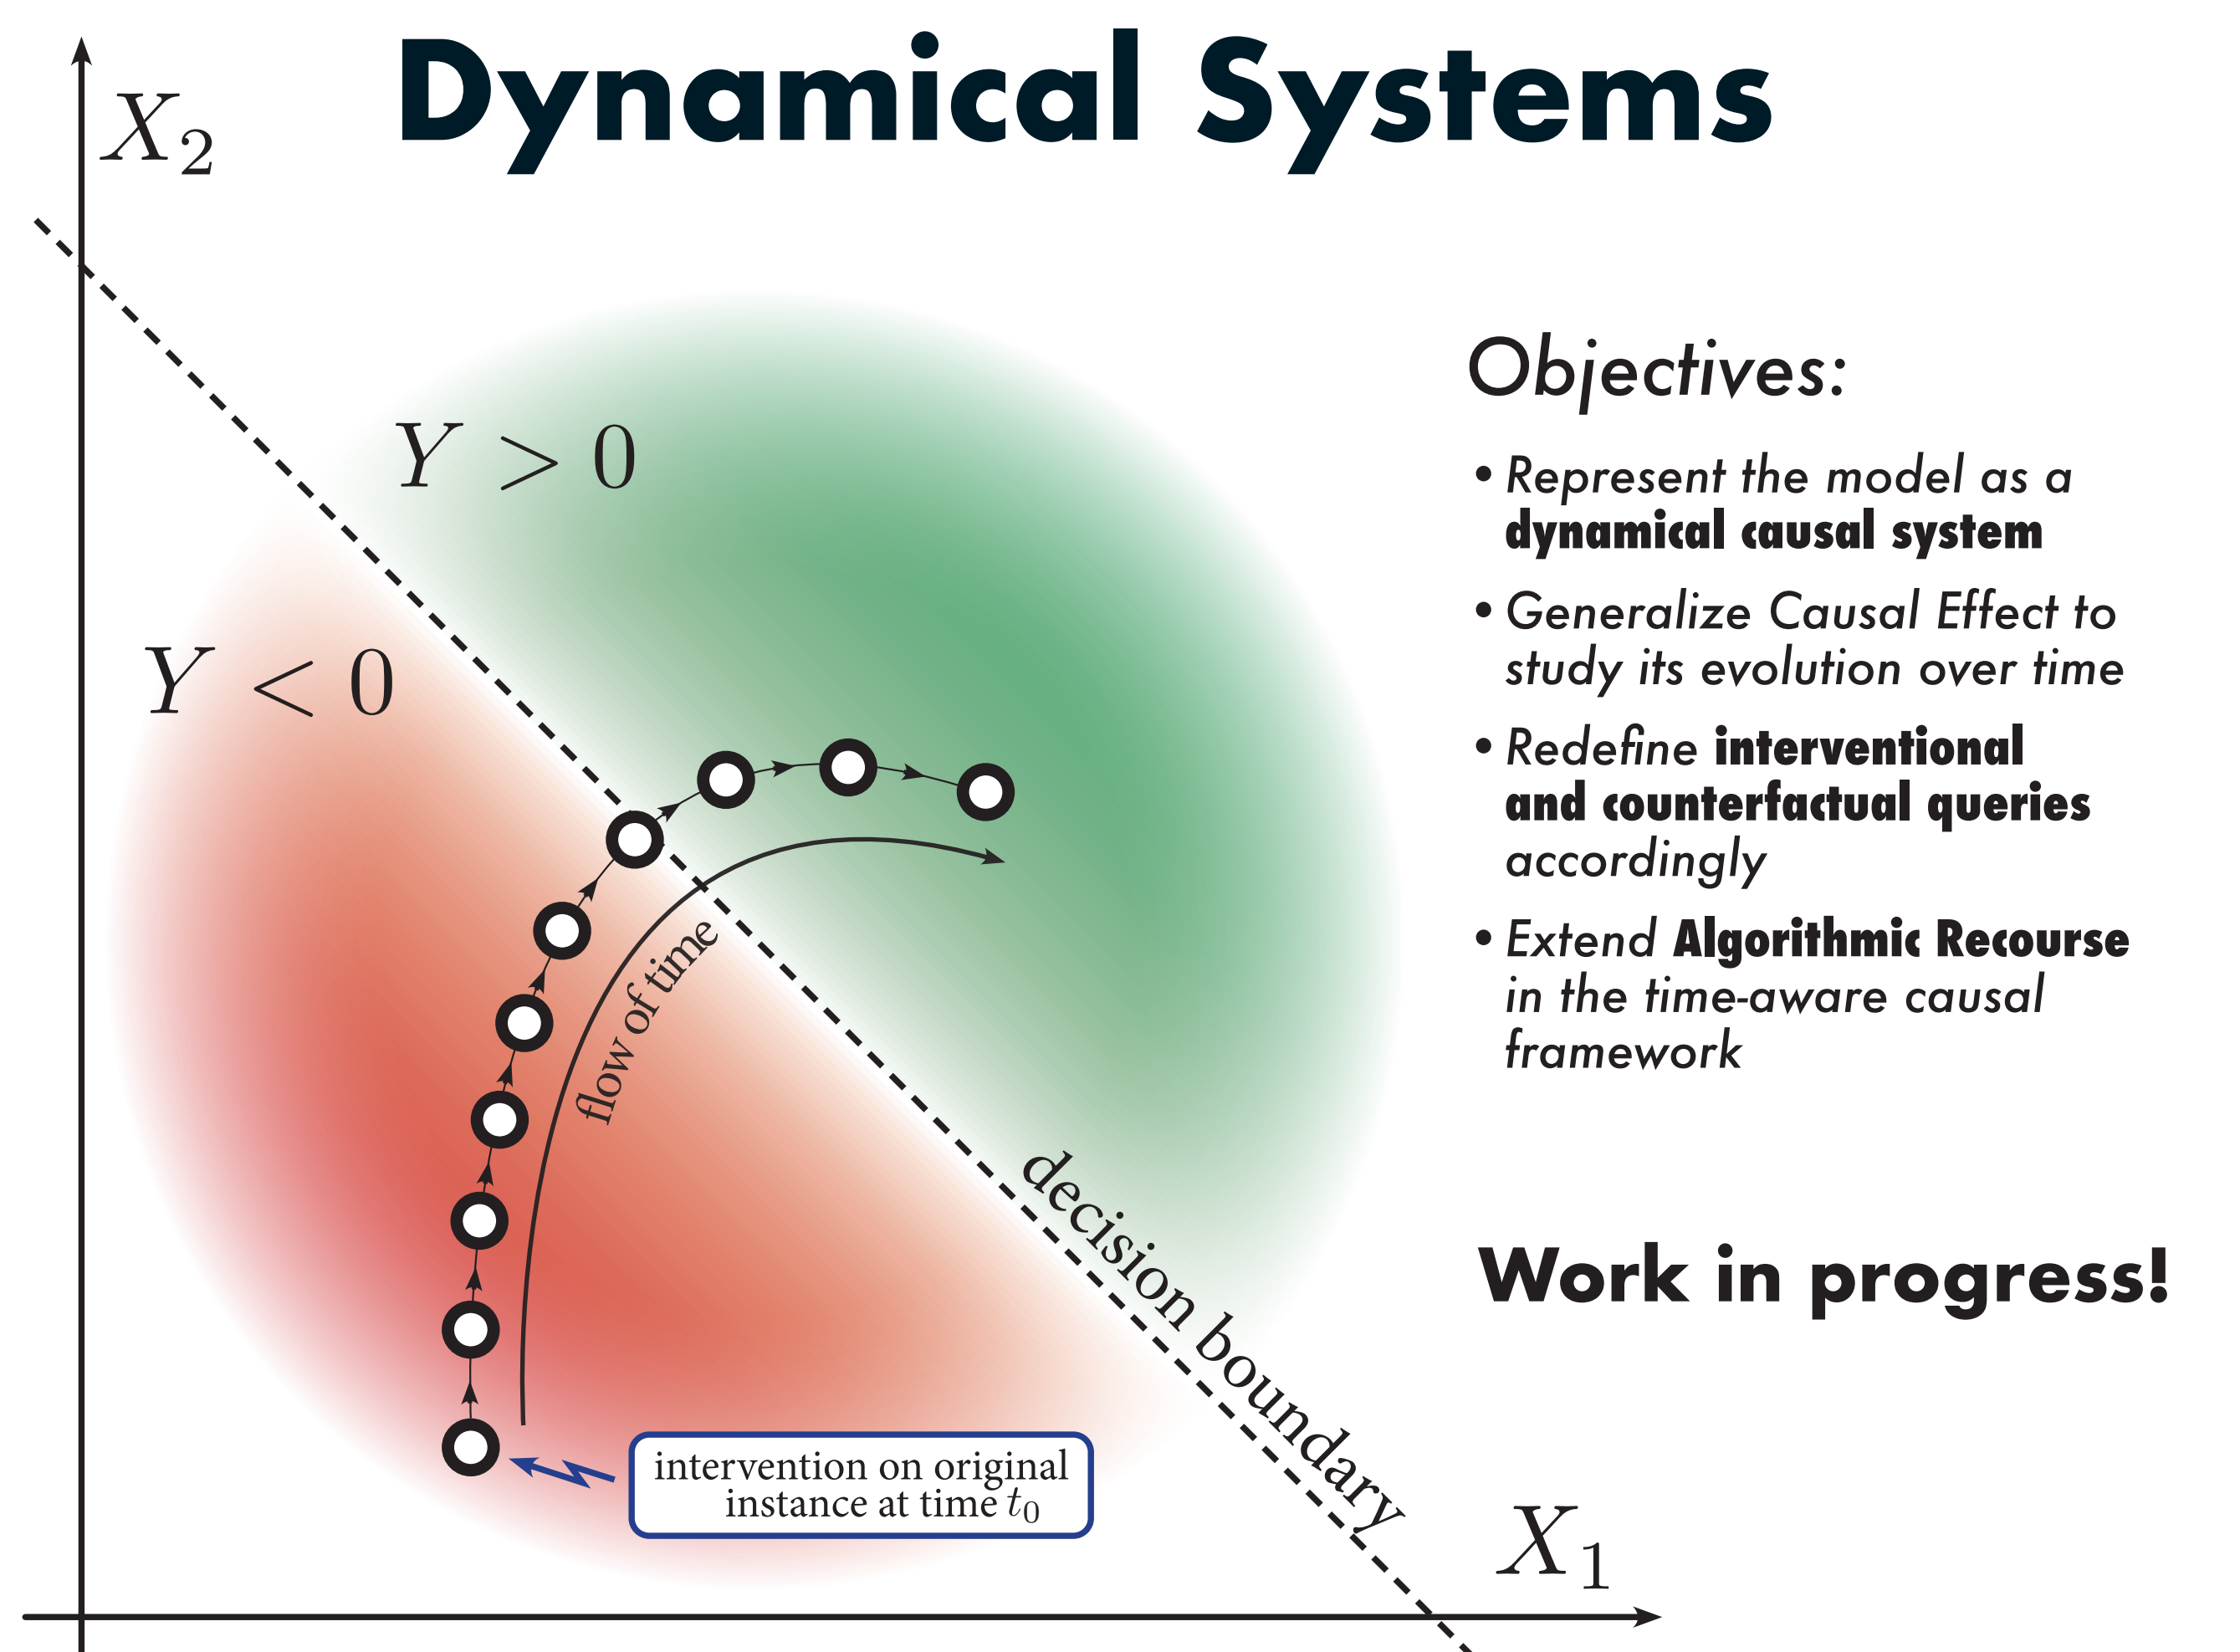 Dynamical Systems
X₂
Y > 0
Y < 0
flow of time
decision boundary
intervention on original
instance at time t₀
X₁
Objectives:
• Represent the model as a
dynamical causal system
• Generalize Causal Effect to
study its evolution over time
• Redefine interventional
and counterfactual queries
accordingly
• Extend Algorithmic Recourse
in the time-aware causal
framework
Work in progress!